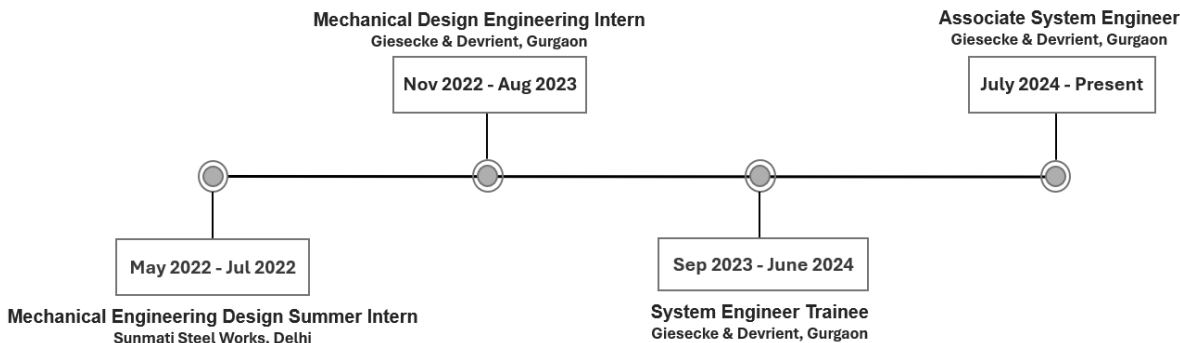 Mechanical Design Engineering Intern
Giesecke & Devrient, Gurgaon
Nov 2022 - Aug 2023
Associate System Engineer
Giesecke & Devrient, Gurgaon
July 2024 - Present
May 2022 - Jul 2022
Mechanical Engineering Design Summer Intern
Sunmati Steel Works, Delhi
Sep 2023 - June 2024
System Engineer Trainee
Giesecke & Devrient, Gurgaon